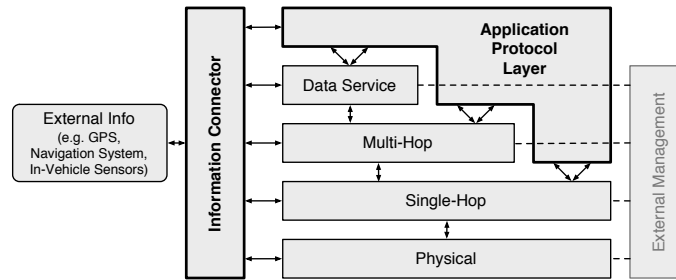 Application
Protocol
Layer
Data Service
External Info
(e.g. GPS,
Navigation System,
In-Vehicle Sensors)
Information Connector
Multi-Hop
Single-Hop
Physical
External Management